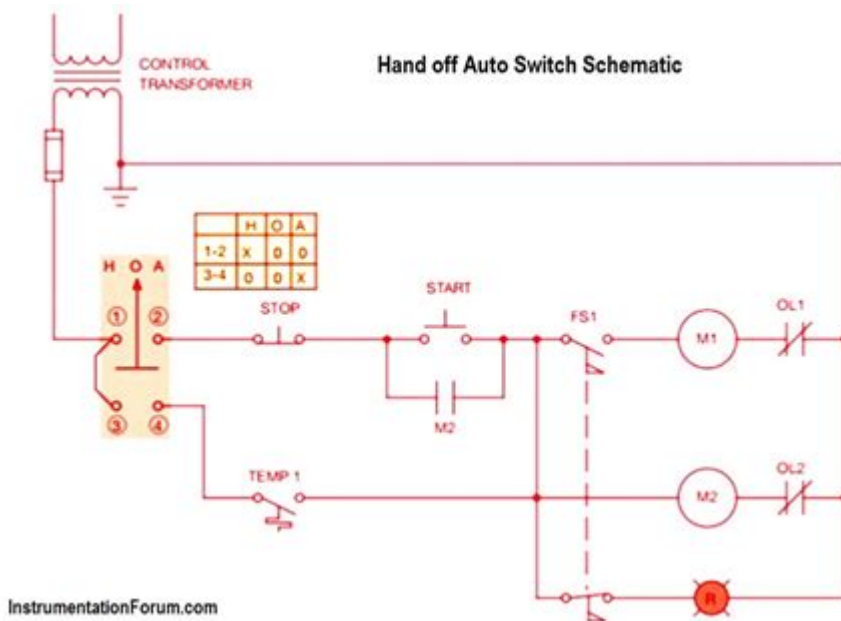 Hand off Auto Switch Schematic
CONTROL
TRANSFORMER
H O A
1-2 X 0 0
3-4 0 0 X
H O A
1 2
3 4
STOP
START
M2
FS1
M1
OL1
TEMP 1
M2
OL2
R
InstrumentationForum.com